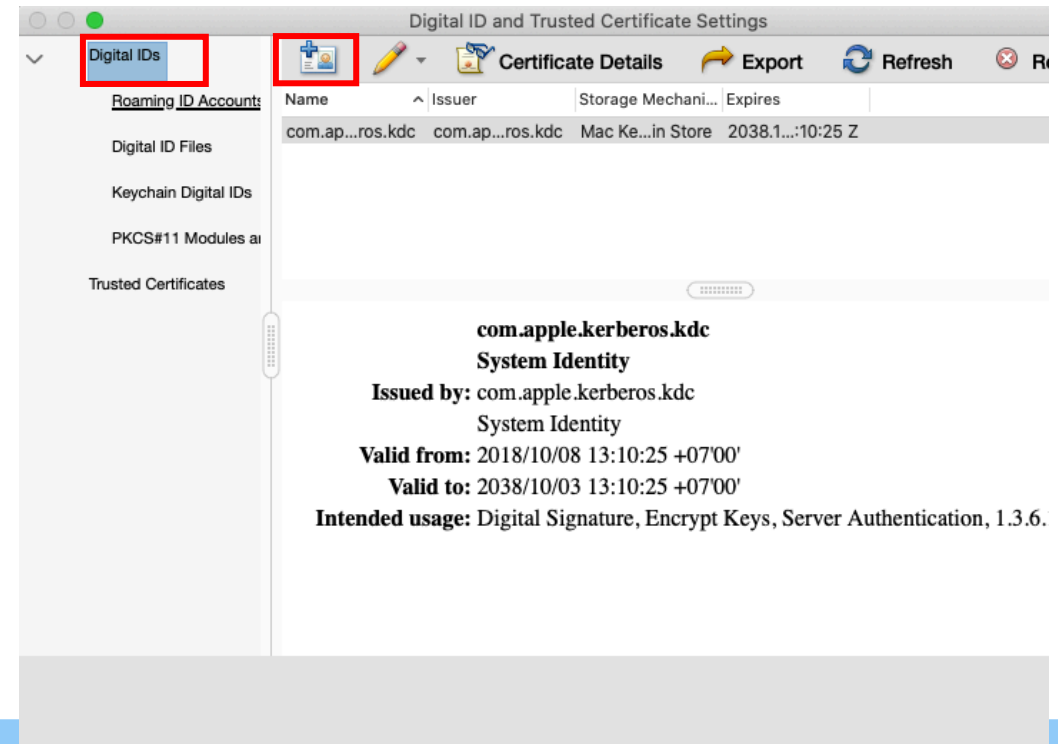 Digital ID and Trusted Certificate Settings
Digital IDs
Roaming ID Accounts
Digital ID Files
Keychain Digital IDs
PKCS#11 Modules
Trusted Certificates
Certificate Details Export Refresh
Name Issuer Storage Mechani... Expires
com.ap...ros.kdc com.ap...ros.kdc Mac Ke...in Store 2038.1...:10:25 Z
com.apple.kerberos.kdc
System Identity
Issued by: com.apple.kerberos.kdc
System Identity
Valid from: 2018/10/08 13:10:25 +07'00'
Valid to: 2038/10/03 13:10:25 +07'00'
Intended usage: Digital Signature, Encrypt Keys, Server Authentication, 1.3.6.